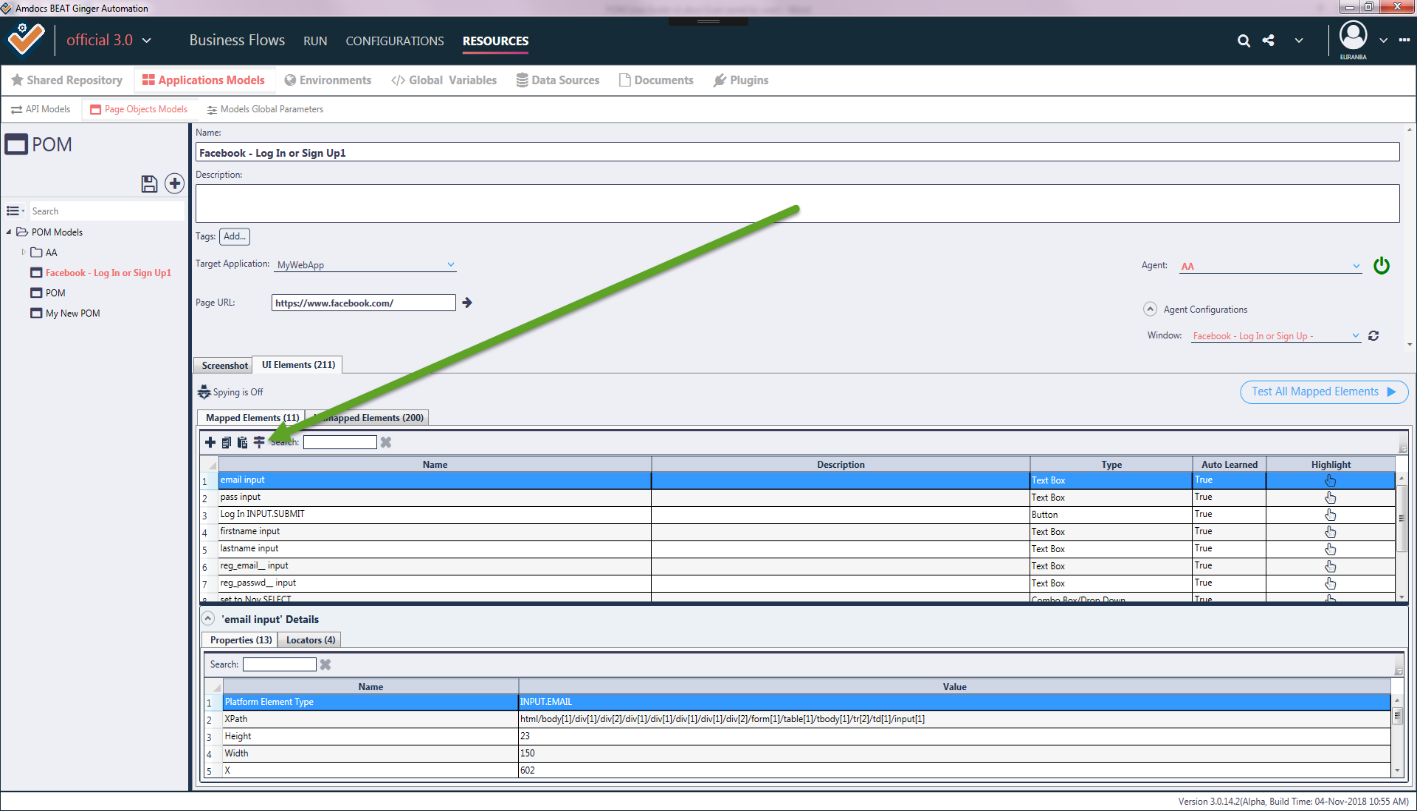 Amdocs BEAT Ginger Automation
official 3.0
Business Flows RUN CONFIGURATIONS RESOURCES
EURANBA
Shared Repository Applications Models Environments </> Global Variables Data Sources Documents Plugins
API Models Page Objects Models Models Global Parameters
POM
Search
POM Models
AA
Facebook - Log In or Sign Up1
POM
My New POM
Name:
Facebook - Log In or Sign Up1
Description:
Tags: Add...
Target Application: MyWebApp
Agent: AA
Page URL: https://www.facebook.com/
Agent Configurations
Window: Facebook - Log In or Sign Up -
Screenshot UI Elements (211)
Spying is Off
Test All Mapped Elements
Mapped Elements (11) mapped Elements (200)
Search:
Name Description Type Auto Learned Highlight
1 email input Text Box True
2 pass input Text Box True
3 Log In INPUT.SUBMIT Button True
4 firstname input Text Box True
5 lastname input Text Box True
6 reg_email__ input Text Box True
7 reg_passwd__ input Text Box True
8 set to Nov SELECT Combo Box/Drop Down True
'email input' Details
Properties (13) Locators (4)
Search:
Name Value
1 Platform Element Type INPUT.EMAIL
2 XPath html/body[1]/div[1]/div[2]/div[1]/div[1]/div[1]/div[1]/div[2]/form[1]/table[1]/tbody[1]/tr[2]/td[1]/input[1]
3 Height 23
4 Width 150
5 X 602
Version 3.0.14.2(Alpha, Build Time: 04-Nov-2018 10:55 AM)